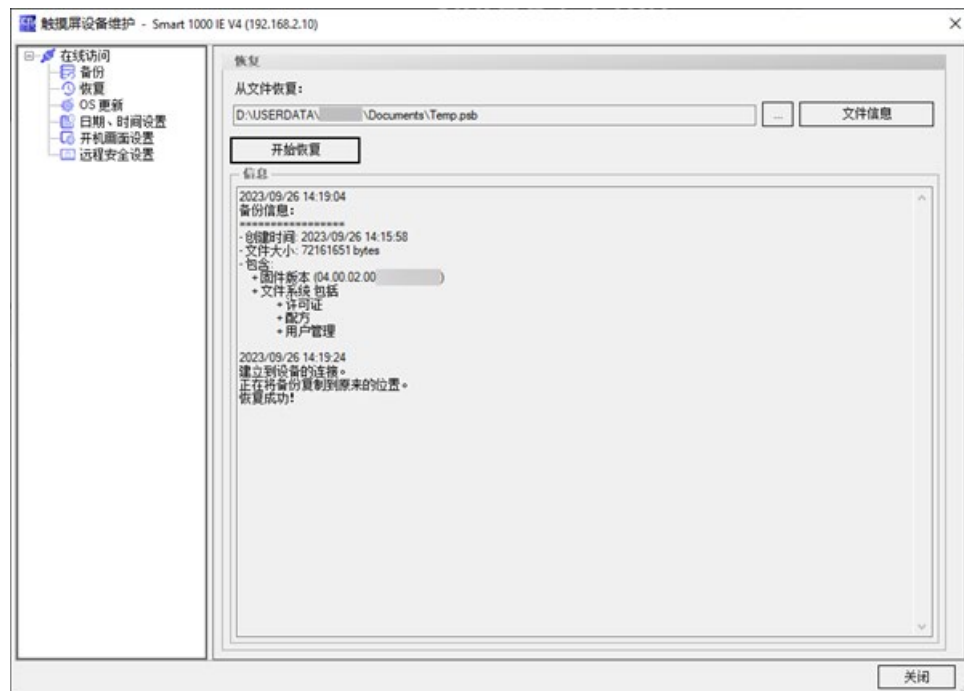 触摸屏设备维护 - Smart 1000 IE V4 (192.168.2.10)
在线访问
备份
恢复
OS 更新
日期、时间设置
开机画面设置
远程安全设置
恢复
从文件恢复：
D:\USERDATA\ \Documents\Temp.psb
...
文件信息
开始恢复
信息
2023/09/26 14:19:04
备份信息：
=================
- 创建时间: 2023/09/26 14:15:58
- 文件大小: 72161651 bytes
- 包含:
+ 固件版本 (04.00.02.00 )
+ 文件系统 包括
+ 许可证
+ 配方
+ 用户管理
2023/09/26 14:19:24
建立到设备的连接。
正在将备份复制到原来的位置。
恢复成功!
关闭